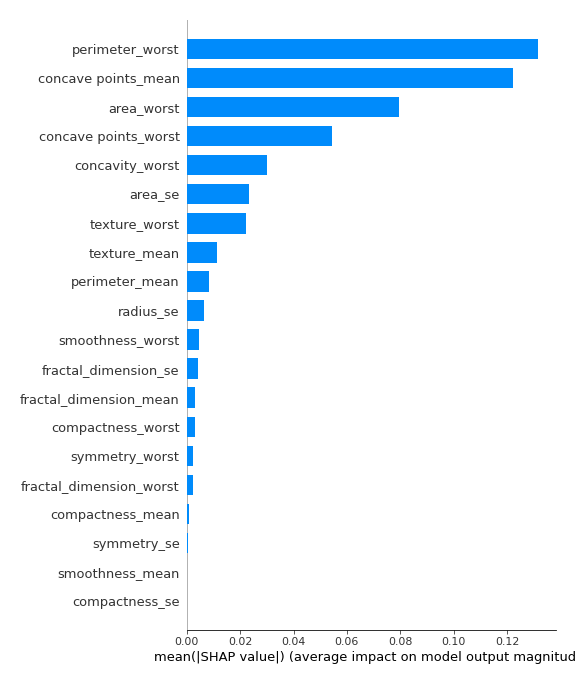 perimeter_worst
concave points_mean
area_worst
concave points_worst
concavity_worst
area_se
texture_worst
texture_mean
perimeter_mean
radius_se
smoothness_worst
fractal_dimension_se
fractal_dimension_mean
compactness_worst
symmetry_worst
fractal_dimension_worst
compactness_mean
symmetry_se
smoothness_mean
compactness_se
0.00 0.02 0.04 0.06 0.08 0.10 0.12
mean(|SHAP value|) (average impact on model output magnitud